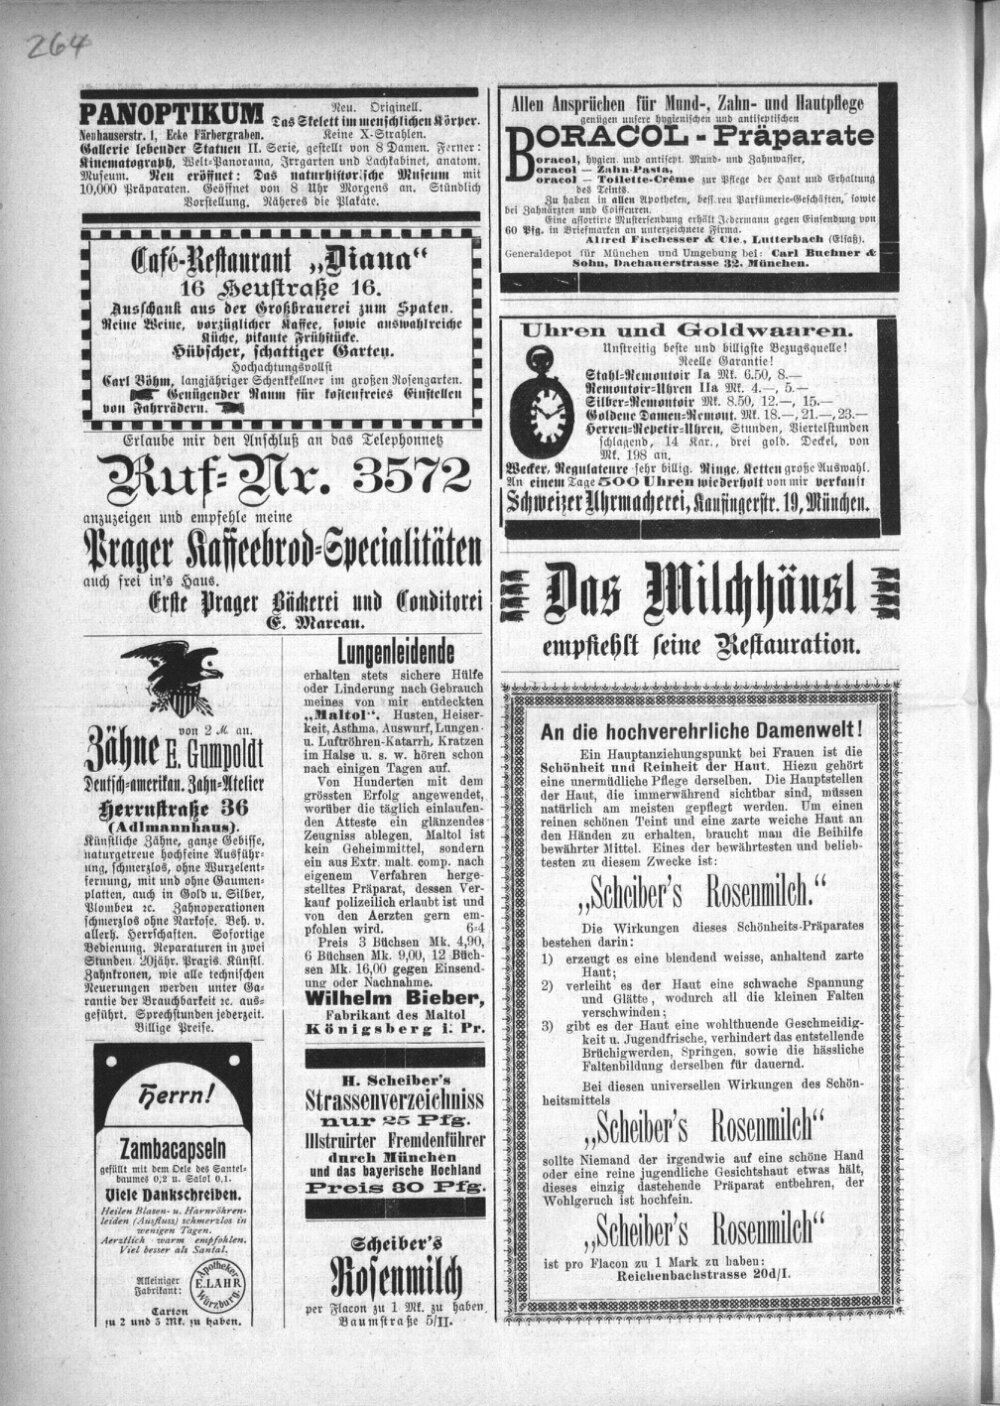 264
PANOPTIKUM
Neu. Originell.
Das Skelett im menschlichen Körper.
Neuhauserstr. 1, Ecke Färbergraben.
Keine X-Strahlen.
Gallerie lebender Statuen II. Serie, gestellt von 8 Damen. Ferner:
Kinematograph, Welt-Panorama, Irrgarten und Lachkabinet, anatom.
Museum. Neu eröffnet: Das naturhistorische Museum mit
10,000 Präparaten. Geöffnet von 8 Uhr Morgens an. Stündlich
Vorstellung. Näheres die Plakate.
Café-Restaurant „Diana“
16 Heustraße 16.
Ausschank aus der Großbrauerei zum Spaten.
Reine Weine, vorzüglicher Kaffee, sowie auswahlreiche
Küche, pikante Frühstücke.
Hübscher, schattiger Garten.
Hochachtungsvollst
Carl Böhm, langjähriger Schenkkellner im großen Rosengarten.
Genügender Raum für kostenfreies Einstellen
von Fahrrädern.
Erlaube mir den Anschluß an das Telephonnetz
Ruf-Nr. 3572
anzuzeigen und empfehle meine
Prager Kaffeebrod-Specialitäten
auch frei in's Haus.
Erste Prager Bäckerei und Conditorei
E. Marcau.
von 2 M. an.
Zähne E. Gumpoldt
Deutsch-amerikan. Zahn-Atelier
Herrnstraße 36
(Adlmannhaus).
Künstliche Zähne, ganze Gebisse,
naturgetreue hochfeine Ausführ-
ung, schmerzlos, ohne Wurzelent-
fernung, mit und ohne Gaumen-
platten, auch in Gold u. Silber,
Plomben ꝛc. Zahnoperationen
schmerzlos ohne Narkose. Beh. v.
allerh. Herrschaften. Sofortige
Bedienung. Reparaturen in zwei
Stunden. 20jähr. Praxis. Künstl.
Zahnkronen, wie alle technischen
Neuerungen werden unter Ga-
rantie der Brauchbarkeit ꝛc. aus-
geführt. Sprechstunden jederzeit.
Billige Preise.
Herrn!
Zambacapseln
gefüllt mit dem Oele des Santel-
baumes 0,2 u. Salol 0,1.
Viele Dankschreiben.
Heilen Blasen- u. Harnröhren-
leiden (Ausfluss) schmerzlos in
wenigen Tagen.
Aerztlich warm empfohlen.
Viel besser als Santal.
Alleiniger
Fabrikant:
Apotheker
E. LAHR
Würzburg.
Carton
zu 2 und 3 Mk. zu haben.
Lungenleidende
erhalten stets sichere Hülfe
oder Linderung nach Gebrauch
meines von mir entdeckten
„Maltol“. Husten, Heiser-
keit, Asthma, Auswurf, Lungen-
u. Luftröhren-Katarrh, Kratzen
im Halse u. s. w. hören schon
nach einigen Tagen auf.
Von Hunderten mit dem
grössten Erfolg angewendet,
worüber die täglich einlaufen-
den Atteste ein glänzendes
Zeugniss ablegen. Maltol ist
kein Geheimmittel, sondern
ein aus Extr. malt. comp. nach
eigenem Verfahren herge-
stelltes Präparat, dessen Ver-
kauf polizeilich erlaubt ist und
von den Aerzten gern em-
pfohlen wird. 6-4
Preis 3 Büchsen Mk. 4,90,
6 Büchsen Mk. 9,00, 12 Büch-
sen Mk. 16,00 gegen Einsend-
ung oder Nachnahme.
Wilhelm Bieber,
Fabrikant des Maltol
Königsberg i. Pr.
H. Scheiber's
Strassenverzeichniss
nur 25 Pfg.
Illstruirter Fremdenführer
durch München
und das bayerische Hochland
Preis 30 Pfg.
Scheiber's
Rosenmilch
per Flacon zu 1 Mk. zu haben
Baumstraße 5/II.
Allen Ansprüchen für Mund-, Zahn- und Hautpflege
genügen unsere hygienischen und antiseptischen
BORACOL-Präparate
Boracol, hygien. und antisept. Mund- und Zahnwasser,
Boracol — Zahn-Pasta,
Boracol — Toilette-Crême zur Pflege der Haut und Erhaltung
des Teints.
Zu haben in allen Apotheken, besseren Parfümerie-Geschäften, sowie
bei Zahnärzten und Coiffeuren.
Eine assortirte Mustersendung erhält Jedermann gegen Einsendung von
60 Pfg. in Briefmarken an unterzeichnete Firma.
Alfred Fischesser & Cie., Lutterbach (Elsaß).
Generaldepot für München und Umgebung bei: Carl Buchner &
Sohn, Dachauerstrasse 32. München.
Uhren und Goldwaaren.
Unstreitig beste und billigste Bezugsquelle!
Reelle Garantie!
Stahl-Remontoir Ia Mk. 6.50, 8.—
Remontoir-Uhren IIa Mk. 4.—, 5.—
Silber-Remontoir Mk. 8.50, 12.—, 15.—
Goldene Damen-Remont. Mk. 18.—, 21.—, 23.—
Herren-Repetir-Uhren, Stunden, Viertelstunden
schlagend, 14 Kar., drei gold. Deckel, von
Mk. 198 an.
Wecker, Regulateure sehr billig. Ringe, Ketten große Auswahl.
An einem Tage 500 Uhren wiederholt von mir verkauft
Schweizer Uhrmacherei, Kaufingerstr. 19, München.
Das Milchhäusl
empfiehlt seine Restauration.
An die hochverehrliche Damenwelt!
Ein Hauptanziehungspunkt bei Frauen ist die
Schönheit und Reinheit der Haut. Hiezu gehört
eine unermüdliche Pflege derselben. Die Hauptstellen
der Haut, die immerwährend sichtbar sind, müssen
natürlich am meisten gepflegt werden. Um einen
reinen schönen Teint und eine zarte weiche Haut an
den Händen zu erhalten, braucht man die Beihilfe
bewährter Mittel. Eines der bewährtesten und belieb-
testen zu diesem Zwecke ist:
„Scheiber's Rosenmilch.“
Die Wirkungen dieses Schönheits-Präparates
bestehen darin:
1) erzeugt es eine blendend weisse, anhaltend zarte
Haut;
2) verleiht es der Haut eine schwache Spannung
und Glätte, wodurch all die kleinen Falten
verschwinden;
3) gibt es der Haut eine wohlthuende Geschmeidig-
keit u. Jugendfrische, verhindert das entstellende
Brüchigwerden, Springen, sowie die hässliche
Faltenbildung derselben für dauernd.
Bei diesen universellen Wirkungen des Schön-
heitsmittels
„Scheiber's Rosenmilch“
sollte Niemand der irgendwie auf eine schöne Hand
oder eine reine jugendliche Gesichtshaut etwas hält,
dieses einzig dastehende Präparat entbehren, der
Wohlgeruch ist hochfein.
„Scheiber's Rosenmilch“
ist pro Flacon zu 1 Mark zu haben:
Reichenbachstrasse 20d/I.